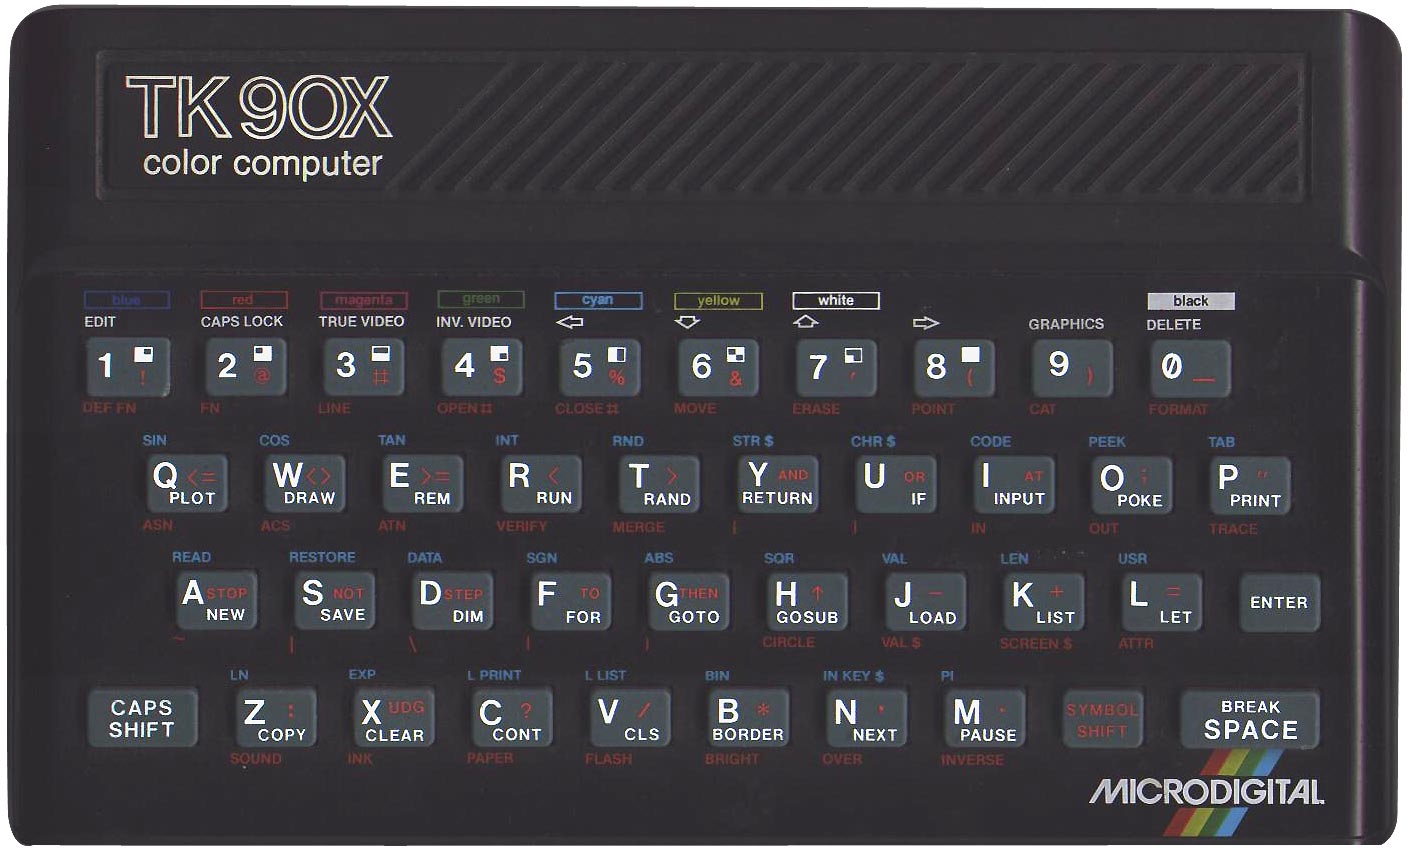 TK90X
color computer
blue red magenta green cyan yellow white black
EDIT CAPS LOCK TRUE VIDEO INV. VIDEO ⇦ ⇩ ⇧ ⇨ GRAPHICS DELETE
1 ! 2 @ 3 # 4 $ 5 % 6 & 7 ' 8 ( 9 ) 0 _
DEF FN FN LINE OPEN # CLOSE # MOVE ERASE POINT CAT FORMAT
SIN COS TAN INT RND STR $ CHR $ CODE PEEK TAB
Q <= W <> E >= R < T > Y AND U OR I AT O ; P "
PLOT DRAW REM RUN RAND RETURN IF INPUT POKE PRINT
ASN ACS ATN VERIFY MERGE [ ] IN OUT TRACE
READ RESTORE DATA SGN ABS SQR VAL LEN USR
A STOP S NOT D STEP F TO G THEN H ↑ J − K + L =
NEW SAVE DIM FOR GOTO GOSUB LOAD LIST LET ENTER
~ | \ CIRCLE VAL $ SCREEN $ ATTR
LN EXP L PRINT L LIST BIN IN KEY $ PI
CAPS Z : X UDG C ? V / B * N , M . SYMBOL BREAK
SHIFT COPY CLEAR CONT CLS BORDER NEXT PAUSE SHIFT SPACE
SOUND INK PAPER FLASH BRIGHT OVER INVERSE
MICRODIGITAL